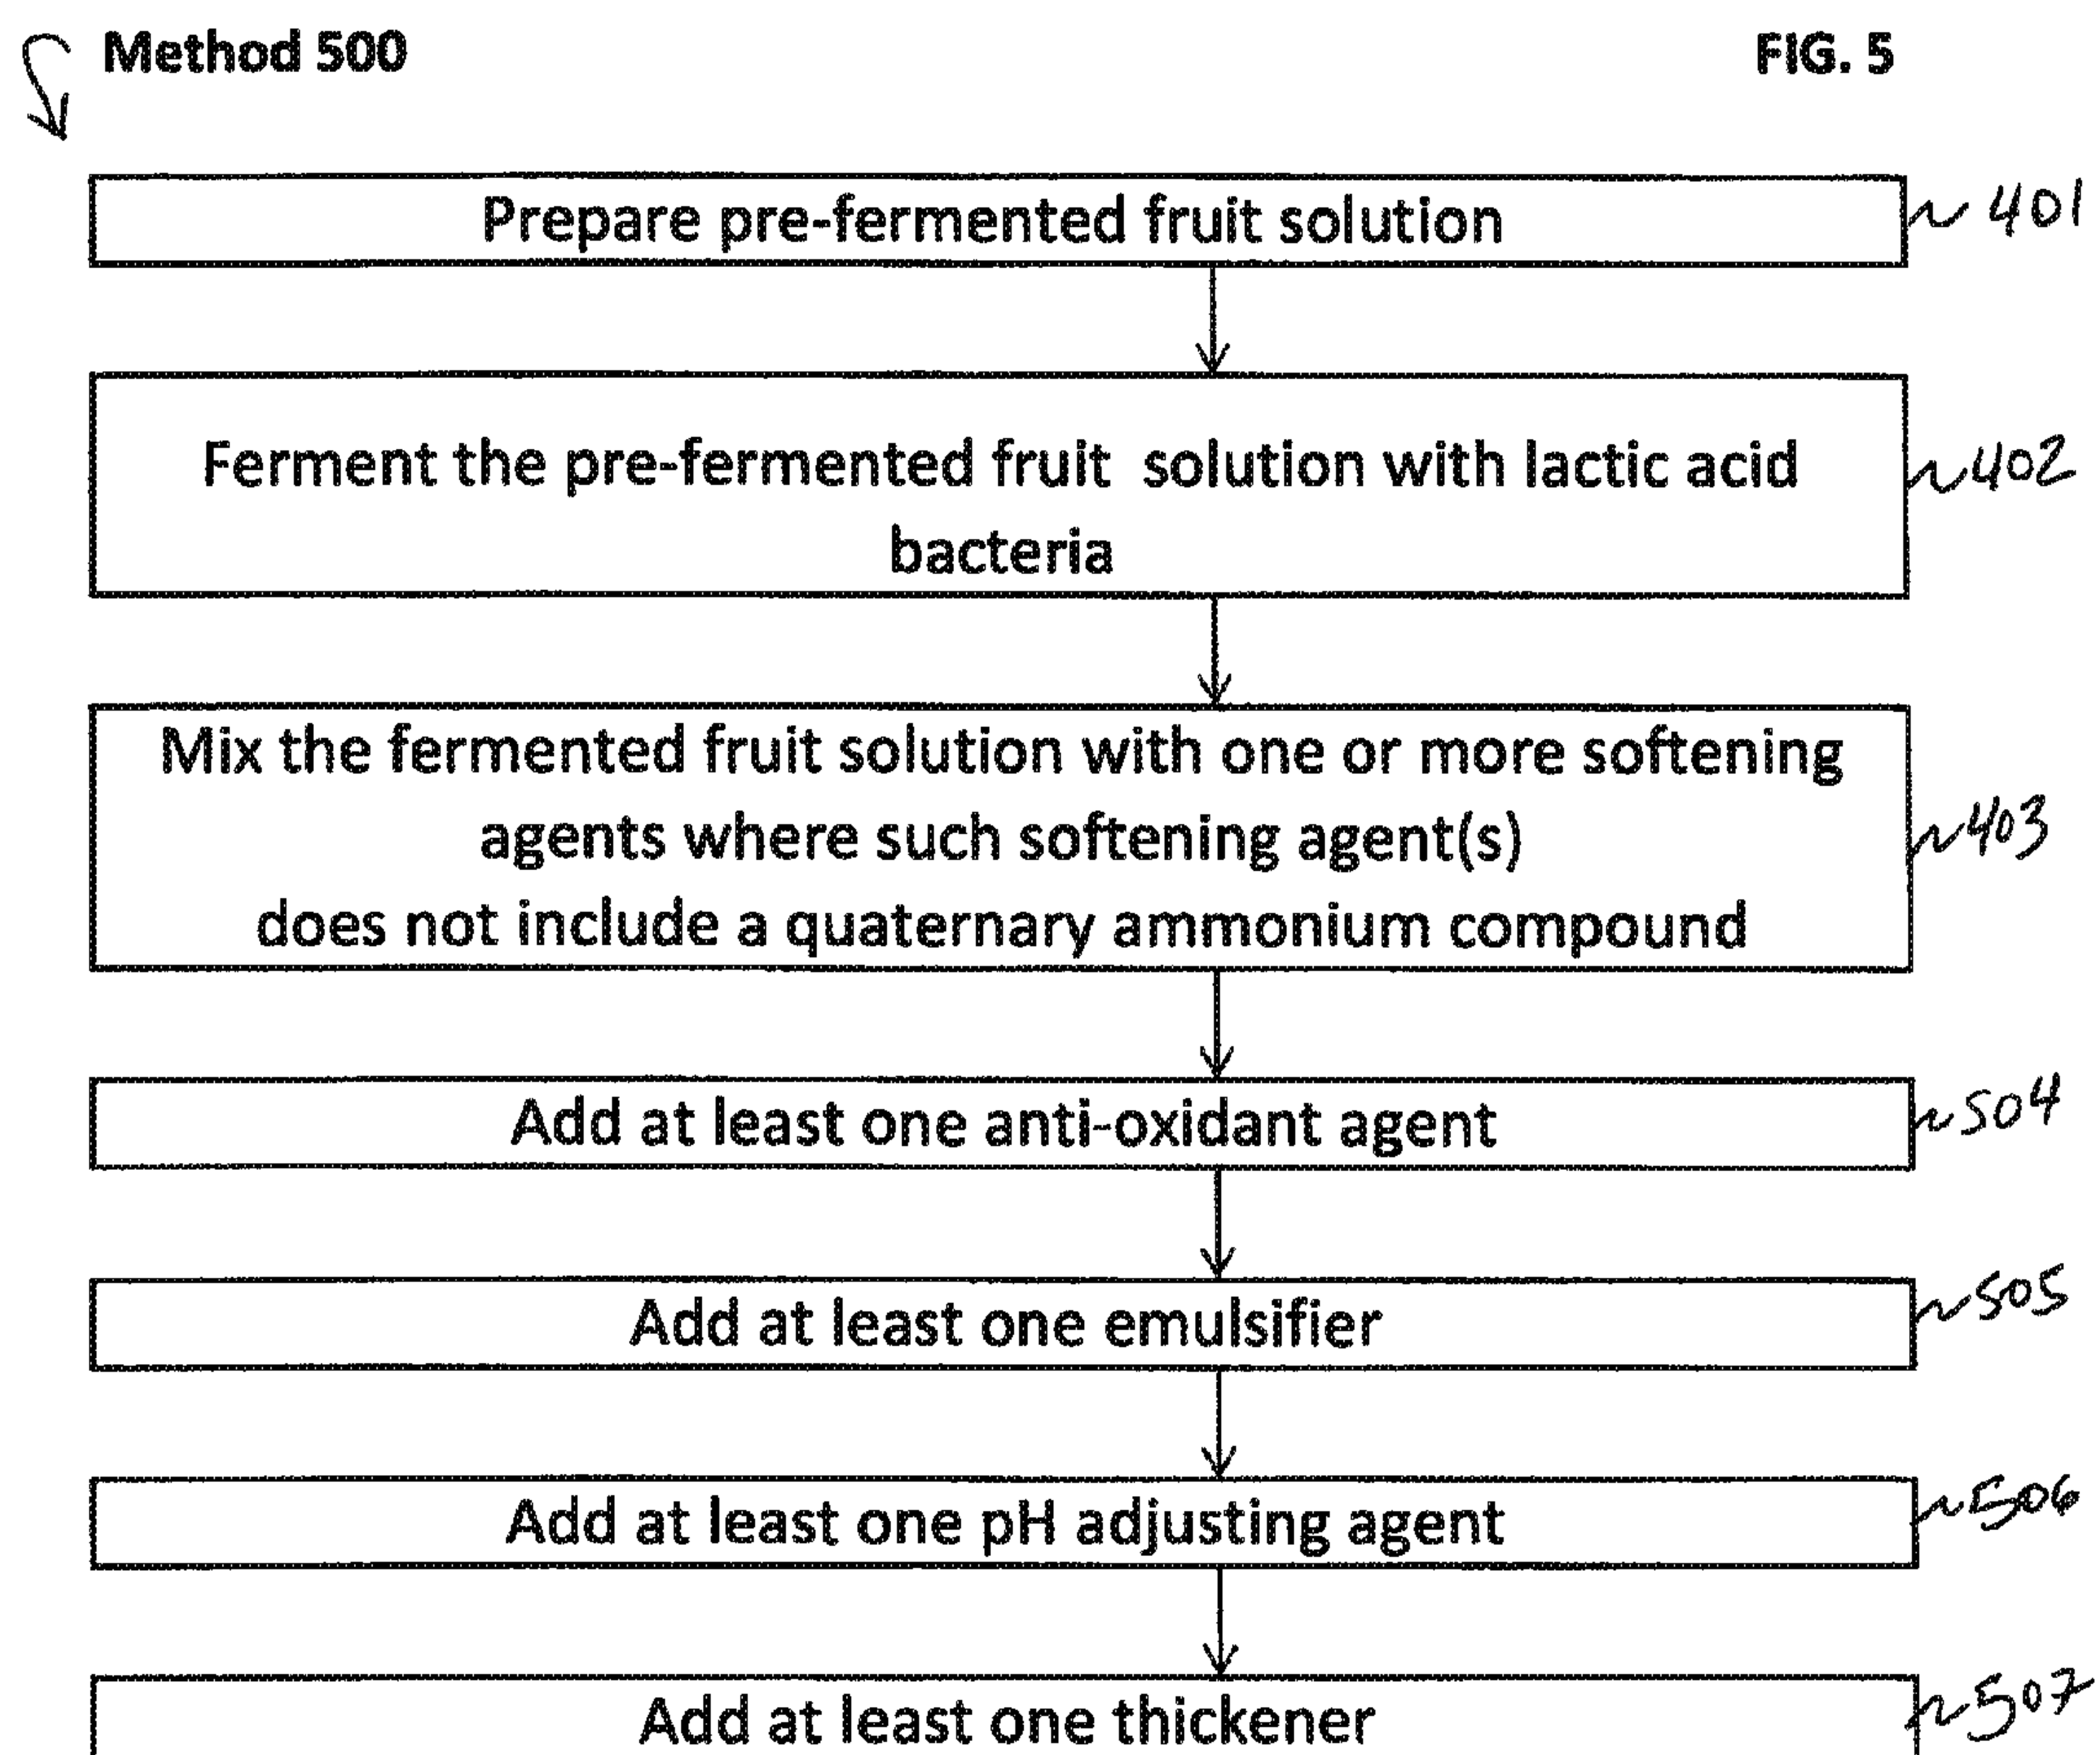 Method 500 FIG. 5
Prepare pre-fermented fruit solution ~ 401
Ferment the pre-fermented fruit solution with lactic acid ~402
bacteria
Mix the fermented fruit solution with one or more softening
agents where such softening agent(s) ~403
does not include a quaternary ammonium compound
Add at least one anti-oxidant agent ~504
Add at least one emulsifier ~505
Add at least one pH adjusting agent ~506
Add at least one thickener ~507